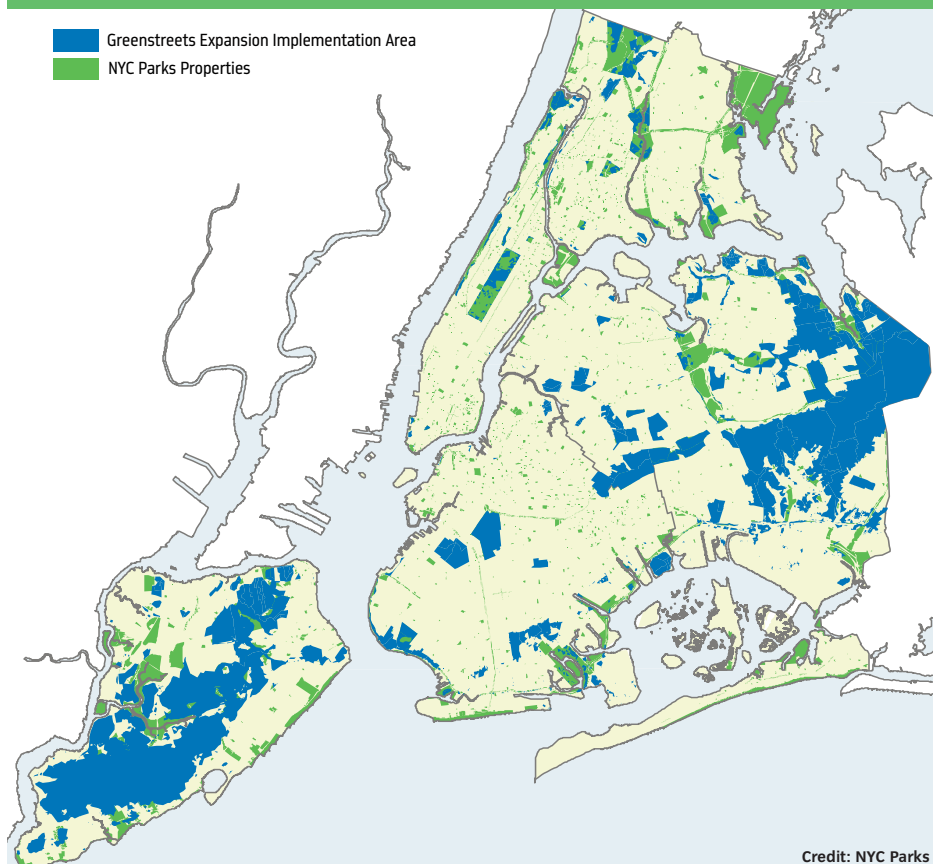 Greenstreets Expansion Implementation Area
NYC Parks Properties
Credit: NYC Parks